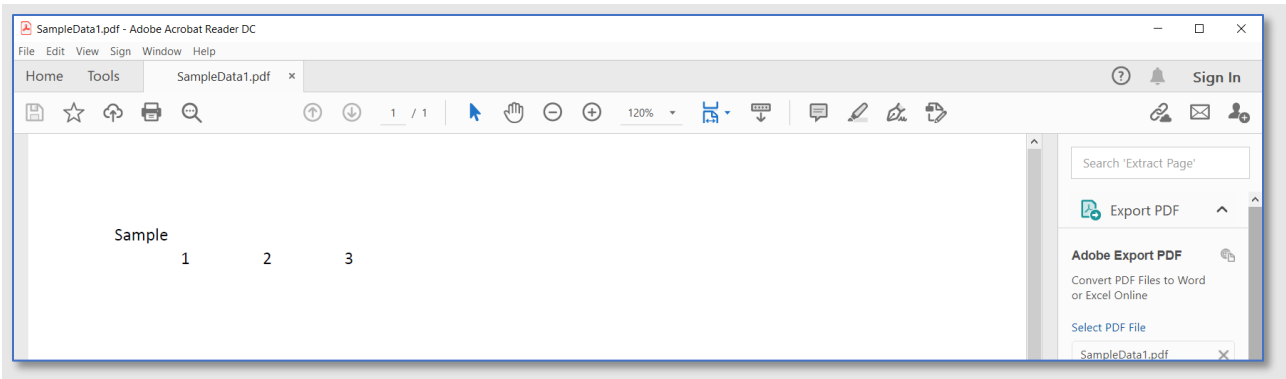 SampleData1.pdf - Adobe Acrobat Reader DC
File Edit View Sign Window Help
Home Tools SampleData1.pdf × Sign In
1 / 1 120%
Search 'Extract Page'
Sample
1 2 3
Export PDF
Adobe Export PDF
Convert PDF Files to Word
or Excel Online
Select PDF File
SampleData1.pdf